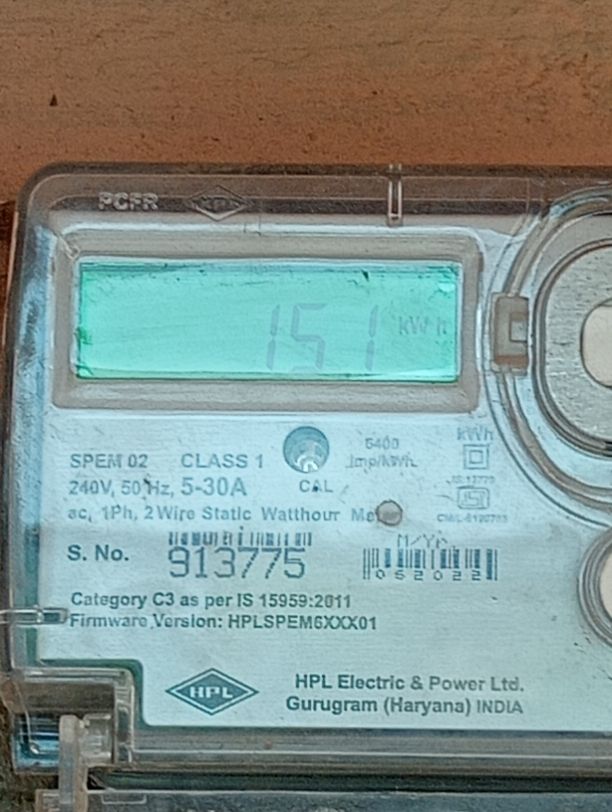 PCFR HPL
151 kWh
6400
imp/kWh
kWh
SPEM 02 CLASS 1
240V, 50 Hz, 5-30A
CAL
ac, 1Ph, 2 Wire Static Watthour Meter
M/YR
S. No. 913775
062022
Category C3 as per IS 15959:2011
Firmware Version: HPLSPEM6XXX01
HPL
HPL Electric & Power Ltd.
Gurugram (Haryana) INDIA